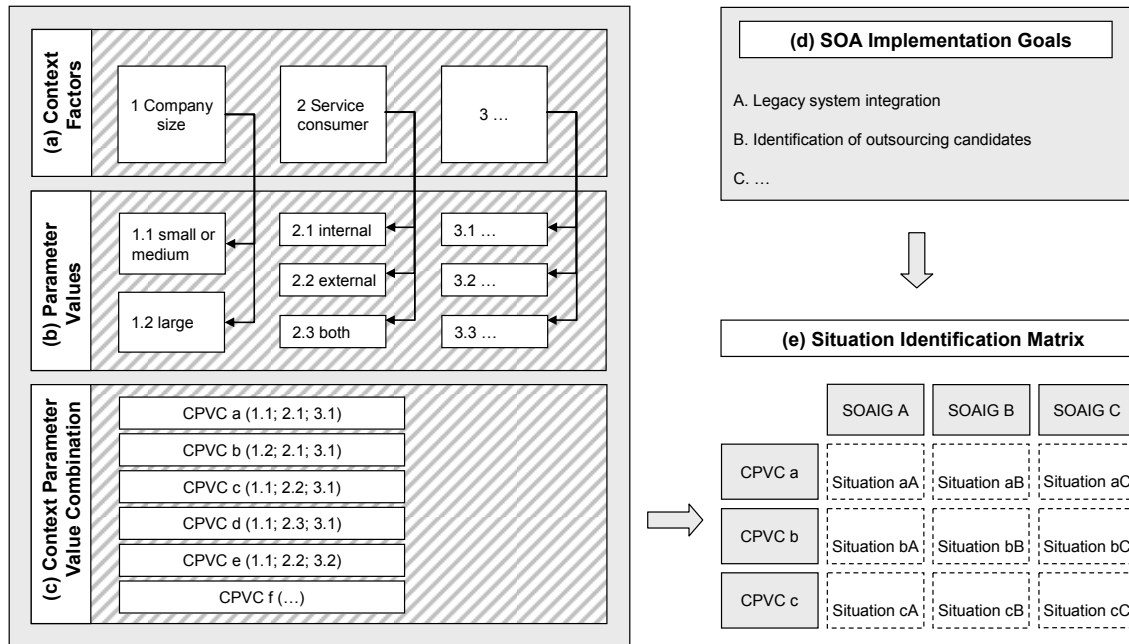 (a) Context
Factors
1 Company
size
2 Service
consumer
3 …
(b) Parameter
Values
1.1 small or
medium
1.2 large
2.1 internal
2.2 external
2.3 both
3.1 …
3.2 …
3.3 …
(c) Context Parameter
Value Combination
CPVC a (1.1; 2.1; 3.1)
CPVC b (1.2; 2.1; 3.1)
CPVC c (1.1; 2.2; 3.1)
CPVC d (1.1; 2.3; 3.1)
CPVC e (1.1; 2.2; 3.2)
CPVC f (…)
(d) SOA Implementation Goals
A. Legacy system integration
B. Identification of outsourcing candidates
C. …
(e) Situation Identification Matrix
SOAIG A SOAIG B SOAIG C
CPVC a Situation aA Situation aB Situation aC
CPVC b Situation bA Situation bB Situation bC
CPVC c Situation cA Situation cB Situation cC